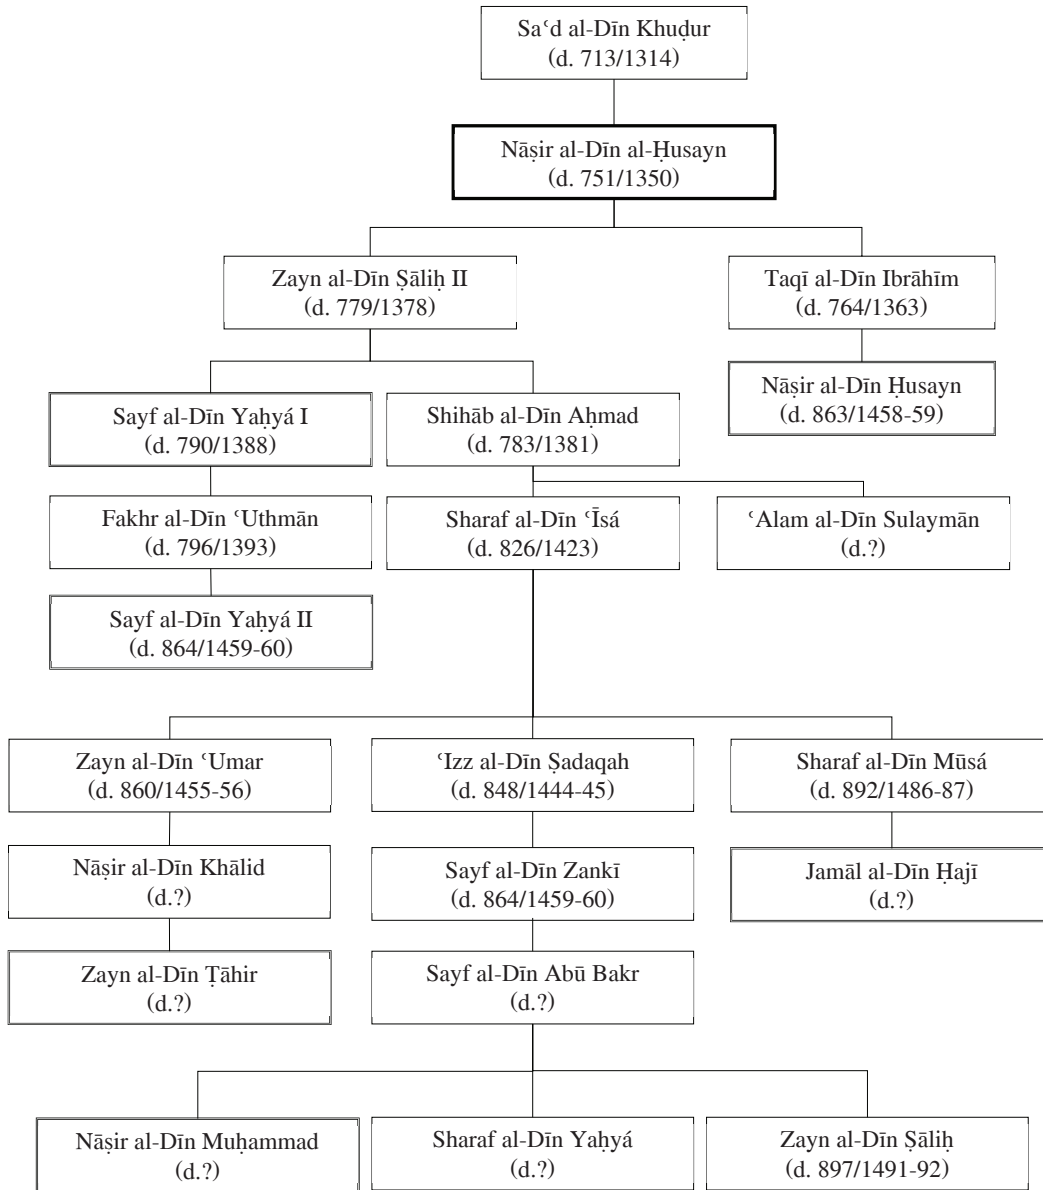 Saʿd al-Dīn Khuḍur
(d. 713/1314)
Nāṣir al-Dīn al-Ḥusayn
(d. 751/1350)
Zayn al-Dīn Ṣāliḥ II
(d. 779/1378)
Taqī al-Dīn Ibrāhīm
(d. 764/1363)
Nāṣir al-Dīn Ḥusayn
(d. 863/1458-59)
Sayf al-Dīn Yaḥyá I
(d. 790/1388)
Shihāb al-Dīn Aḥmad
(d. 783/1381)
Fakhr al-Dīn ʿUthmān
(d. 796/1393)
Sharaf al-Dīn ʿĪsá
(d. 826/1423)
ʿAlam al-Dīn Sulaymān
(d.?)
Sayf al-Dīn Yaḥyá II
(d. 864/1459-60)
Zayn al-Dīn ʿUmar
(d. 860/1455-56)
ʿIzz al-Dīn Ṣadaqah
(d. 848/1444-45)
Sharaf al-Dīn Mūsá
(d. 892/1486-87)
Nāṣir al-Dīn Khālid
(d.?)
Sayf al-Dīn Zankī
(d. 864/1459-60)
Jamāl al-Dīn Ḥajī
(d.?)
Zayn al-Dīn Ṭāhir
(d.?)
Sayf al-Dīn Abū Bakr
(d.?)
Nāṣir al-Dīn Muḥammad
(d.?)
Sharaf al-Dīn Yaḥyá
(d.?)
Zayn al-Dīn Ṣāliḥ
(d. 897/1491-92)